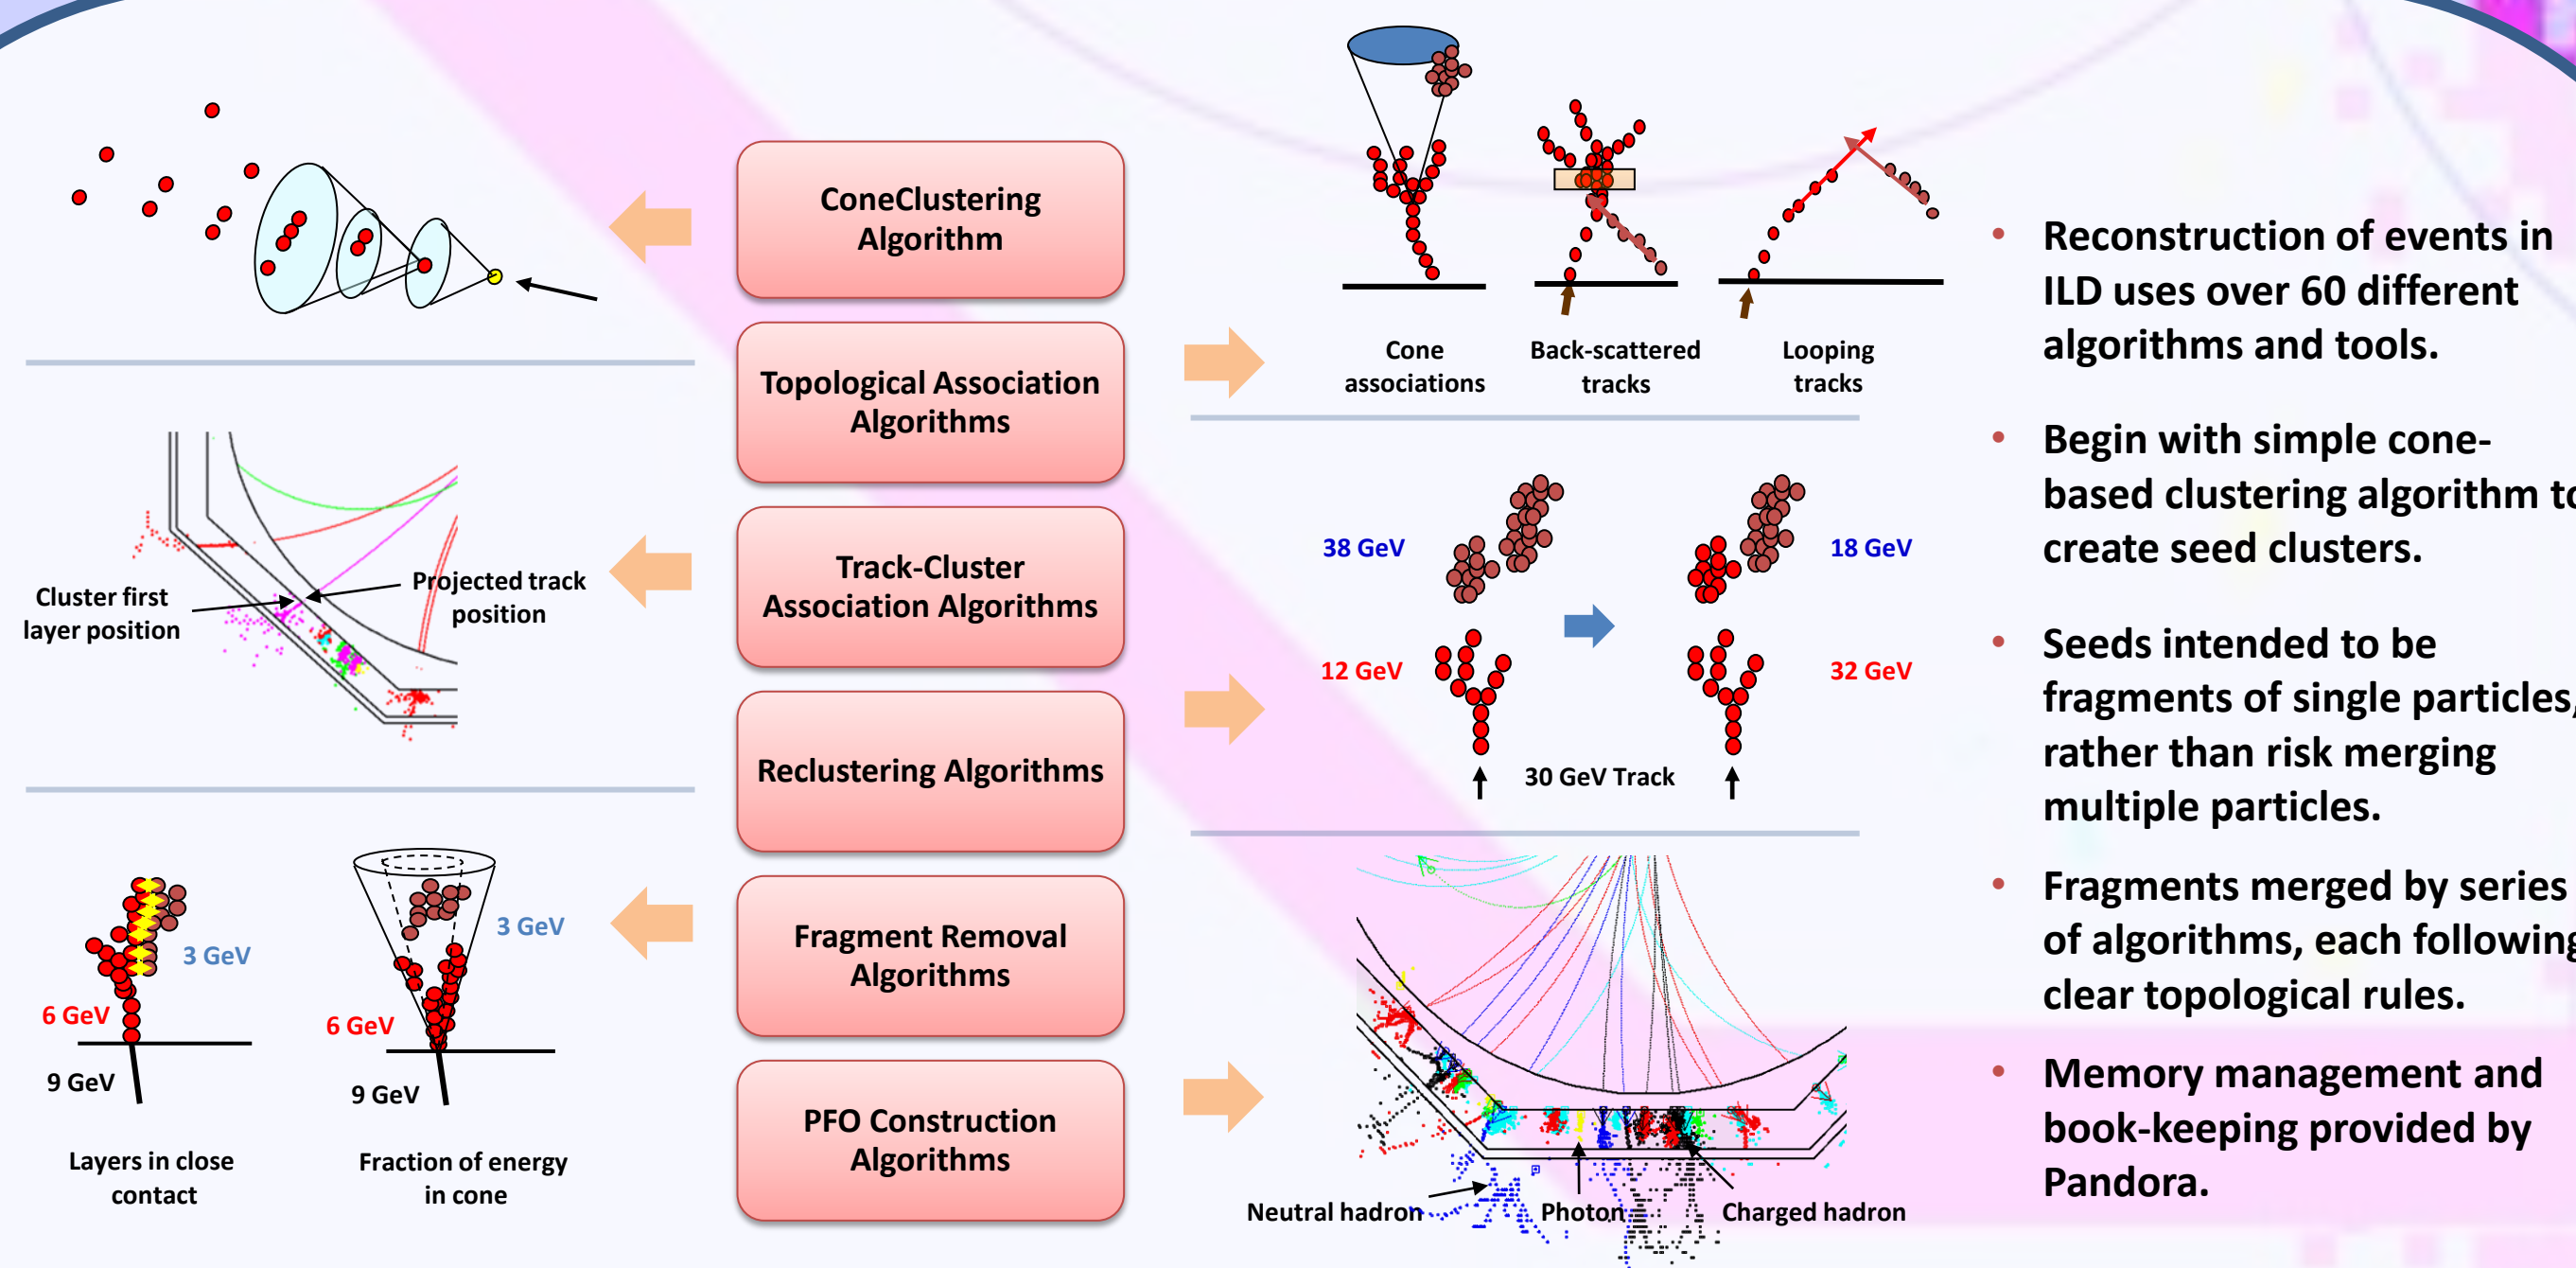 ConeClustering
Algorithm
Topological Association
Algorithms
Track-Cluster
Association Algorithms
Reclustering Algorithms
Fragment Removal
Algorithms
PFO Construction
Algorithms
Cluster first
layer position
Projected track
position
3 GeV
6 GeV
9 GeV
Layers in close
contact
3 GeV
6 GeV
9 GeV
Fraction of energy
in cone
Cone
associations
Back-scattered
tracks
Looping
tracks
38 GeV
18 GeV
12 GeV
32 GeV
30 GeV Track
Neutral hadron
Photon
Charged hadron
• Reconstruction of events in
ILD uses over 60 different
algorithms and tools.
• Begin with simple cone-
based clustering algorithm to
create seed clusters.
• Seeds intended to be
fragments of single particles,
rather than risk merging
multiple particles.
• Fragments merged by series
of algorithms, each following
clear topological rules.
• Memory management and
book-keeping provided by
Pandora.